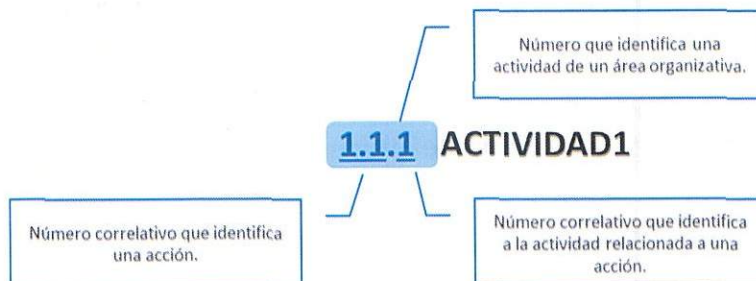 Número que identifica una
actividad de un área organizativa.
1.1.1 ACTIVIDAD1
Número correlativo que identifica
una acción.
Número correlativo que identifica
a la actividad relacionada a una
acción.